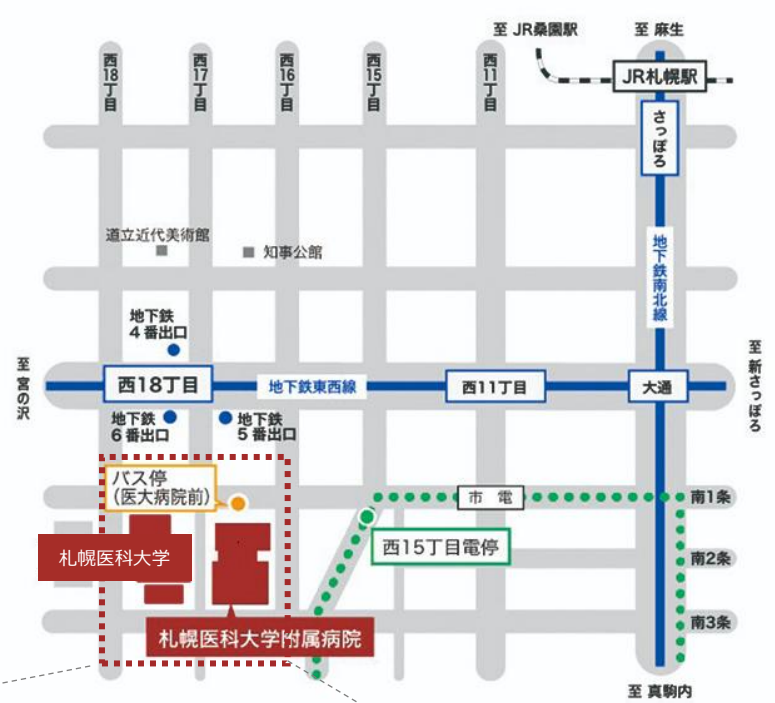 至 JR桑園駅
至 麻生
西18丁目
西17丁目
西16丁目
西15丁目
西11丁目
JR札幌駅
さっぽろ
道立近代美術館
知事公館
地下鉄南北線
地下鉄
4番出口
至 宮の沢
西18丁目
地下鉄東西線
西11丁目
大通
至 新さっぽろ
地下鉄
6番出口
地下鉄
5番出口
バス停
(医大病院前)
市 電
南1条
西15丁目電停
札幌医科大学
南2条
札幌医科大学附属病院
南3条
至 真駒内